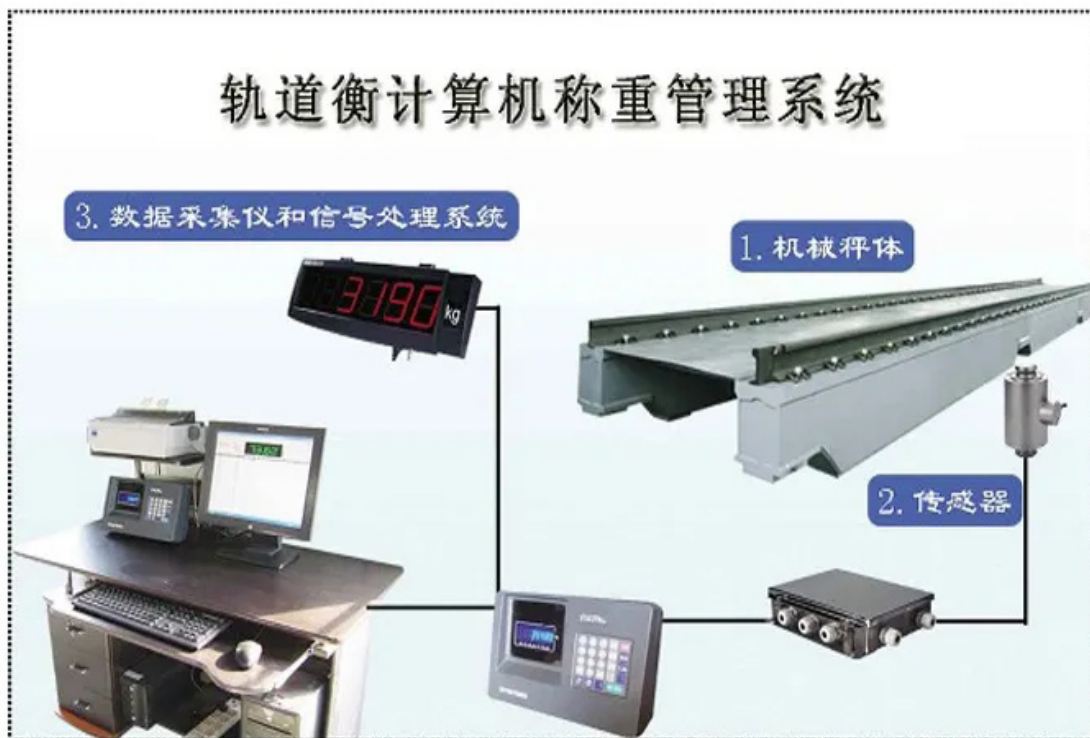 轨道衡计算机称重管理系统
3. 数据采集仪和信号处理系统
1. 机械秤体
3190
kg
2. 传感器